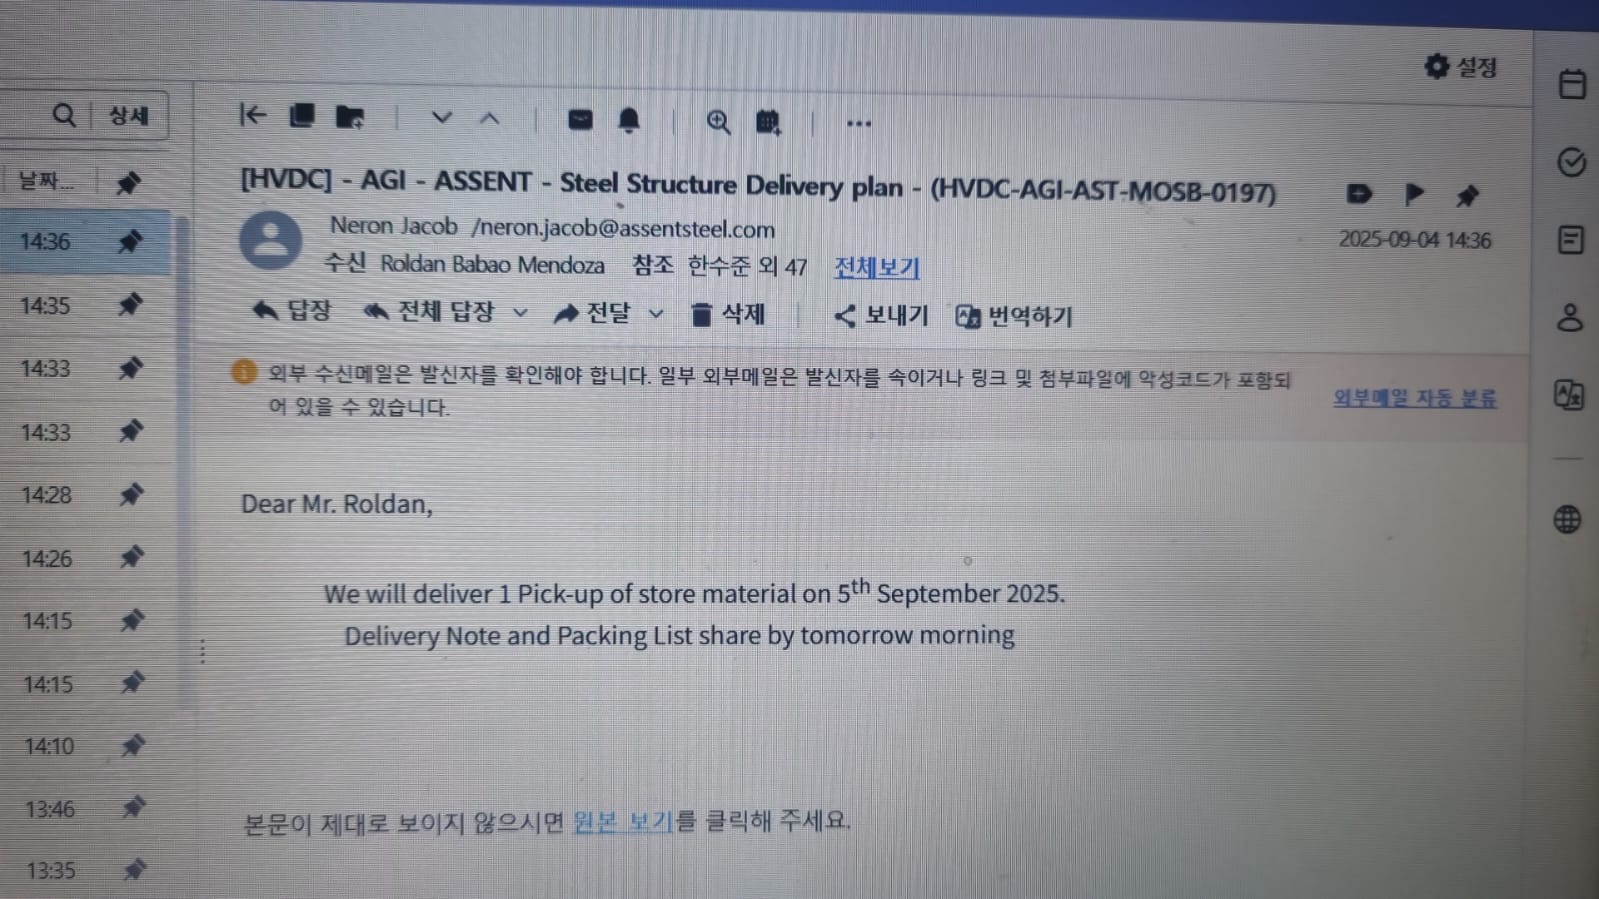 설정
상세
날짜...
[HVDC] - AGI - ASSENT - Steel Structure Delivery plan - (HVDC-AGI-AST-MOSB-0197)
Neron Jacob /neron.jacob@assentsteel.com
2025-09-04 14:36
수신 Roldan Babao Mendoza 참조 한수준 외 47 전체보기
답장 전체 답장 전달 삭제 보내기 번역하기
외부 수신메일은 발신자를 확인해야 합니다. 일부 외부메일은 발신자를 속이거나 링크 및 첨부파일에 악성코드가 포함되
어 있을 수 있습니다.
외부메일 자동 분류
Dear Mr. Roldan,
We will deliver 1 Pick-up of store material on 5th September 2025.
Delivery Note and Packing List share by tomorrow morning
본문이 제대로 보이지 않으시면 원본 보기를 클릭해 주세요.
14:36
14:35
14:33
14:33
14:28
14:26
14:15
14:15
14:10
13:46
13:35